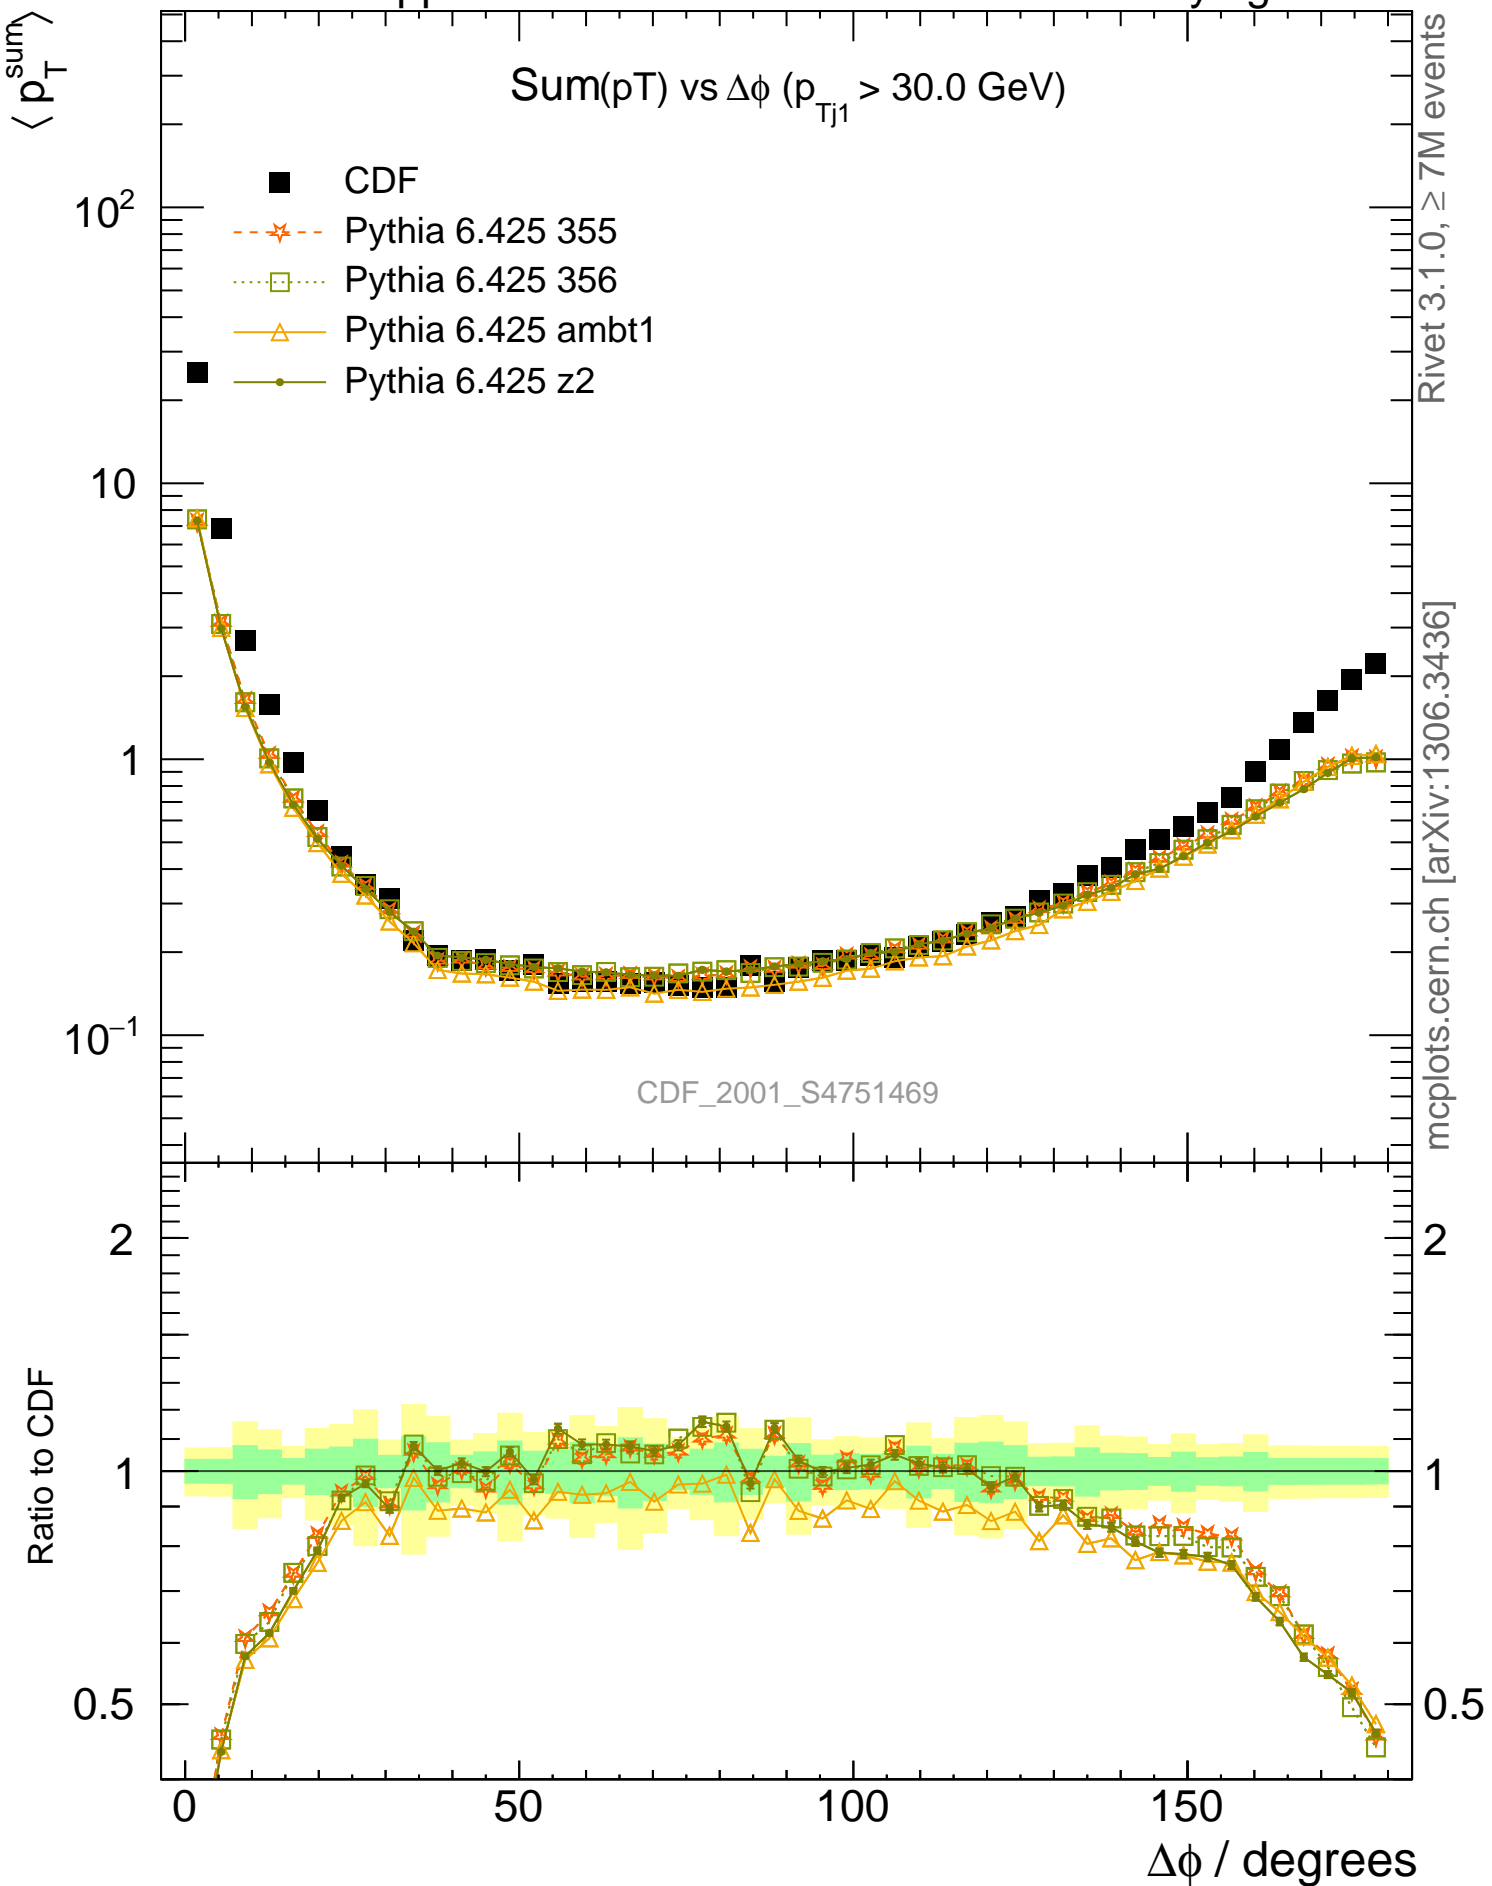 ⟨ p_T^sum ⟩
Sum(pT) vs Δϕ (p_Tj1 > 30.0 GeV)
CDF
Pythia 6.425 355
Pythia 6.425 356
Pythia 6.425 ambt1
Pythia 6.425 z2
10²
10
1
10⁻¹
CDF_2001_S4751469
Rivet 3.1.0, ≥ 7M events
mcplots.cern.ch [arXiv:1306.3436]
Ratio to CDF
2
1
0.5
2
1
0.5
0
50
100
150
Δϕ / degrees